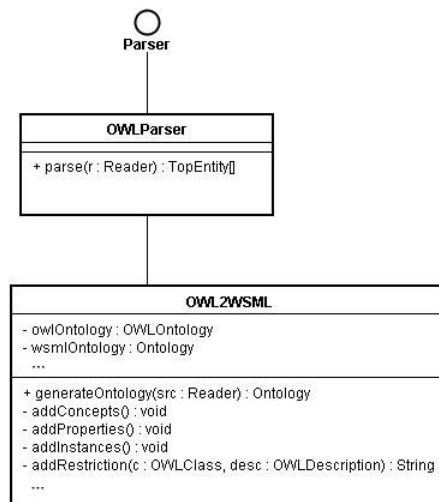 Parser
OWLParser
+ parse(r : Reader) : TopEntity[]
OWL2WSML
- owlOntology : OWLOntology
- wsmlOntology : Ontology
...
+ generateOntology(src : Reader) : Ontology
- addConcepts() : void
- addProperties() : void
- addInstances() : void
- addRestriction(c : OWLClass, desc : OWLDescription) : String
...